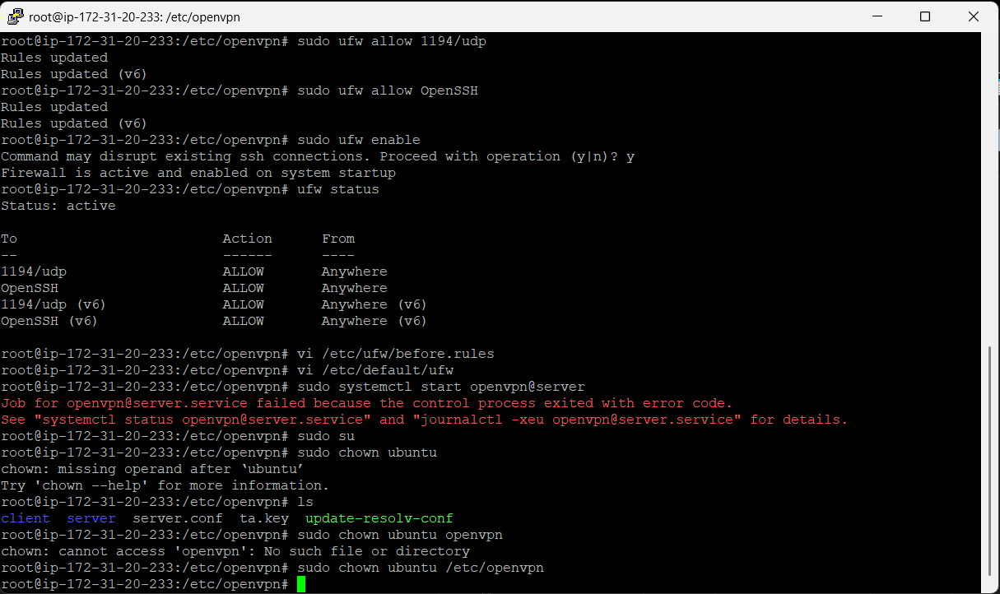 root@ip-172-31-20-233: /etc/openvpn
root@ip-172-31-20-233:/etc/openvpn# sudo ufw allow 1194/udp
Rules updated
Rules updated (v6)
root@ip-172-31-20-233:/etc/openvpn# sudo ufw allow OpenSSH
Rules updated
Rules updated (v6)
root@ip-172-31-20-233:/etc/openvpn# sudo ufw enable
Command may disrupt existing ssh connections. Proceed with operation (y|n)? y
Firewall is active and enabled on system startup
root@ip-172-31-20-233:/etc/openvpn# ufw status
Status: active
To                         Action      From
--                         ------      ----
1194/udp                   ALLOW       Anywhere
OpenSSH                    ALLOW       Anywhere
1194/udp (v6)              ALLOW       Anywhere (v6)
OpenSSH (v6)               ALLOW       Anywhere (v6)
root@ip-172-31-20-233:/etc/openvpn# vi /etc/ufw/before.rules
root@ip-172-31-20-233:/etc/openvpn# vi /etc/default/ufw
root@ip-172-31-20-233:/etc/openvpn# sudo systemctl start openvpn@server
Job for openvpn@server.service failed because the control process exited with error code.
See "systemctl status openvpn@server.service" and "journalctl -xeu openvpn@server.service" for details.
root@ip-172-31-20-233:/etc/openvpn# sudo su
root@ip-172-31-20-233:/etc/openvpn# sudo chown ubuntu
chown: missing operand after ‘ubuntu’
Try 'chown --help' for more information.
root@ip-172-31-20-233:/etc/openvpn# ls
client  server  server.conf  ta.key  update-resolv-conf
root@ip-172-31-20-233:/etc/openvpn# sudo chown ubuntu openvpn
chown: cannot access 'openvpn': No such file or directory
root@ip-172-31-20-233:/etc/openvpn# sudo chown ubuntu /etc/openvpn
root@ip-172-31-20-233:/etc/openvpn#